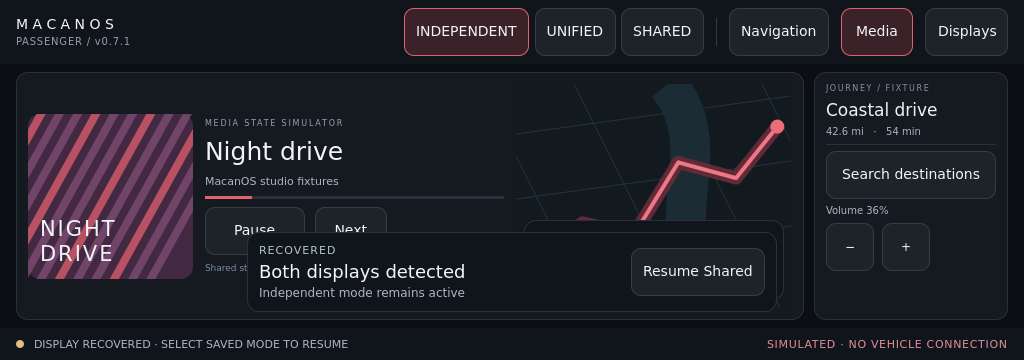 MACANOS
PASSENGER / v0.7.1
INDEPENDENT
UNIFIED
SHARED
Navigation
Media
Displays
NIGHT
DRIVE
MEDIA STATE SIMULATOR
Night drive
MacanOS studio fixtures
Pause
Next
Shared st
RECOVERED
Both displays detected
Independent mode remains active
Resume Shared
JOURNEY / FIXTURE
Coastal drive
42.6 mi · 54 min
Search destinations
Volume 36%
−
+
DISPLAY RECOVERED · SELECT SAVED MODE TO RESUME
SIMULATED · NO VEHICLE CONNECTION